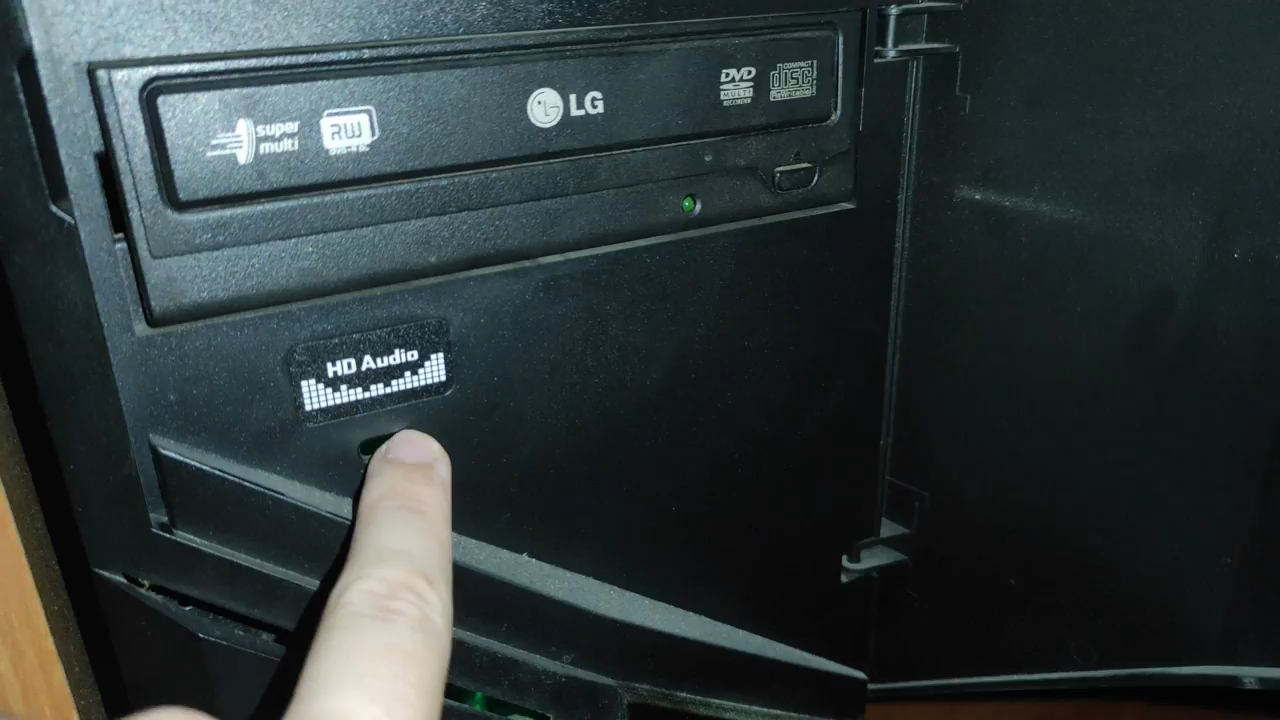 super
multi
RW
LG
DVD
MULTI
RECORDER
COMPACT
disc
ReWritable
HD Audio